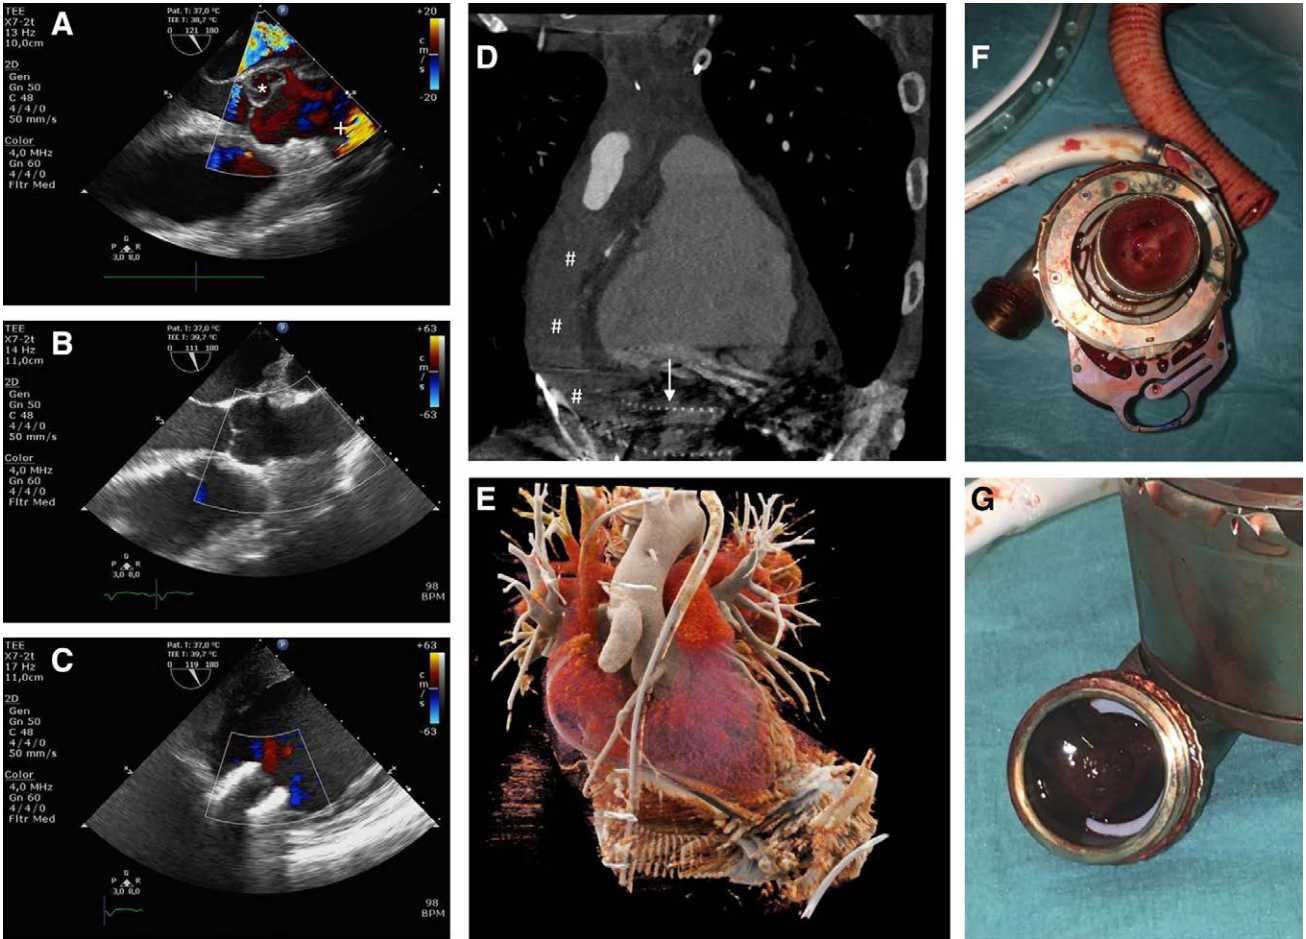 A
TEE
X7-2t
13 Hz
10,0cm
2D
Gen
Gn 50
C 48
4/4/0
50 mm/s
Color
4,0 MHz
Gn 60
4/4/0
Fltr Med
Pat. T: 37,0 °C
TEE T: 38,7 °C
0 121 180
P
+20
c
m
/
s
-20
*
+
G
P R
3,0 8,0
B
TEE
X7-2t
14 Hz
11,0cm
2D
Gen
Gn 50
C 48
4/4/0
50 mm/s
Color
4,0 MHz
Gn 60
4/4/0
Fltr Med
Pat. T: 37,0 °C
TEE T: 39,7 °C
0 111 180
P
+63
c
m
/
s
-63
G
P R
3,0 8,0
98
BPM
C
TEE
X7-2t
17 Hz
11,0cm
2D
Gen
Gn 50
C 48
4/4/0
50 mm/s
Color
4,0 MHz
Gn 60
4/4/0
Fltr Med
Pat. T: 37,0 °C
TEE T: 39,7 °C
0 119 180
P
+63
c
m
/
s
-63
G
P R
3,0 8,0
98
BPM
D
#
#
#
E
F
G